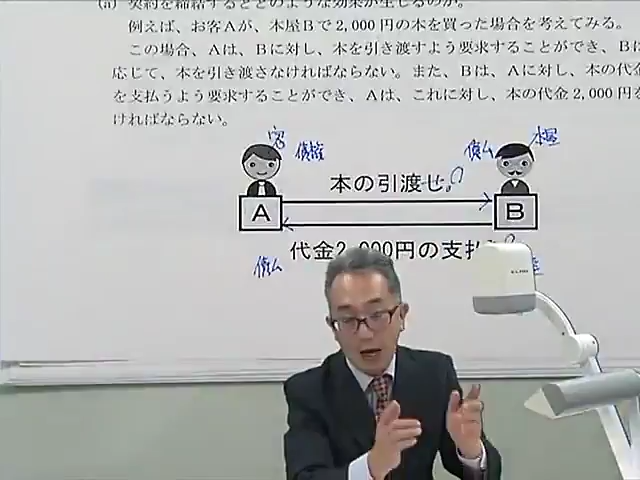 (a) 契約を締結するとどのような効果が生じるのか。
例えば、お客Ａが、本屋Ｂで2,000円の本を買った場合を考えてみる。
この場合、Ａは、Ｂに対し、本を引き渡すよう要求することができ、Ｂに
応じて、本を引き渡さなければならない。また、Ｂは、Ａに対し、本の代金
を支払うよう要求することができ、Ａは、これに対し、本の代金2,000円を
ければならない。
客 債権 債ム 本屋
本の引渡し
A B
代金2,000円の支払
債ム